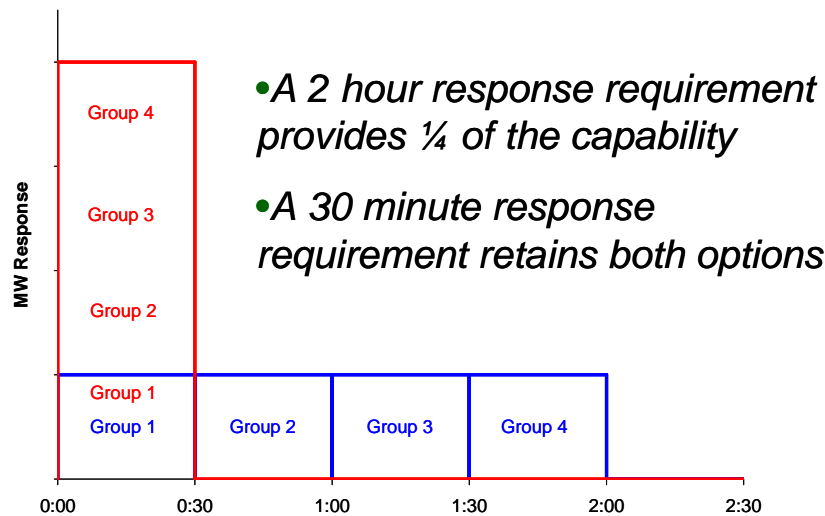 •A 2 hour response requirement
provides ¼ of the capability
•A 30 minute response
requirement retains both options
MW Response
Group 4
Group 3
Group 2
Group 1
Group 1 Group 2 Group 3 Group 4
0:00 0:30 1:00 1:30 2:00 2:30